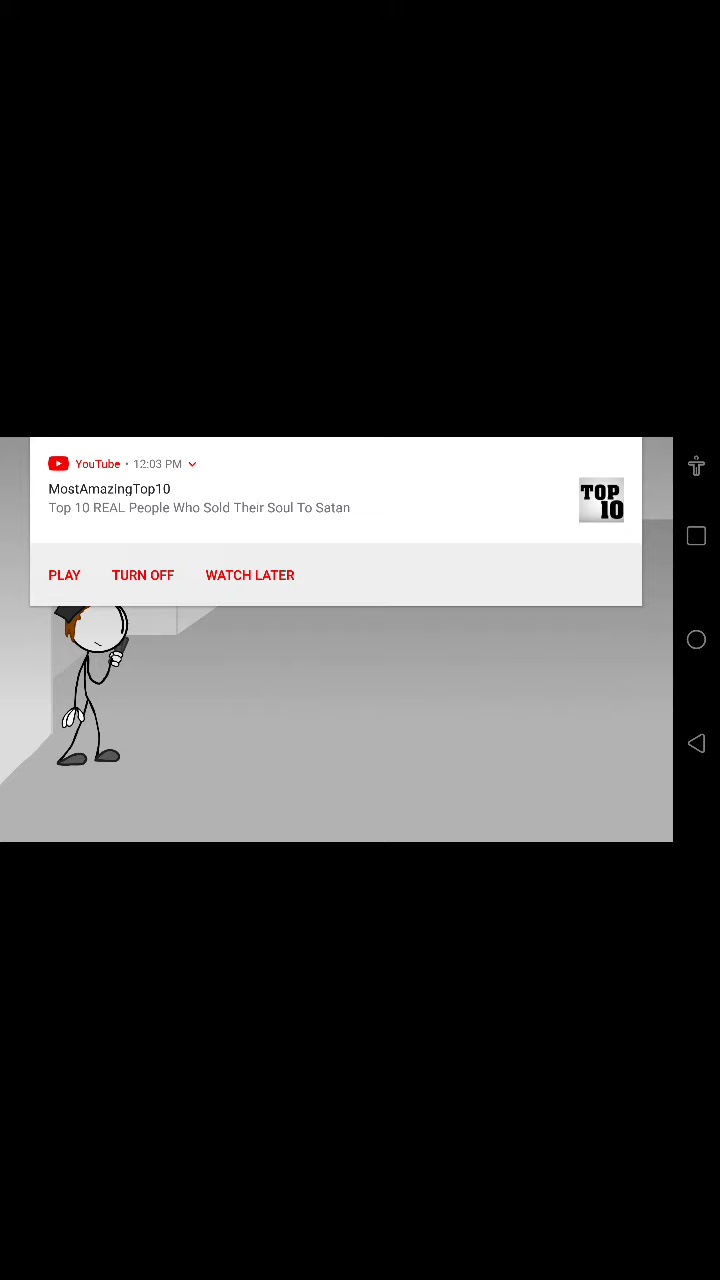 YouTube • 12:03 PM
MostAmazingTop10
Top 10 REAL People Who Sold Their Soul To Satan
TOP
10
PLAY TURN OFF WATCH LATER